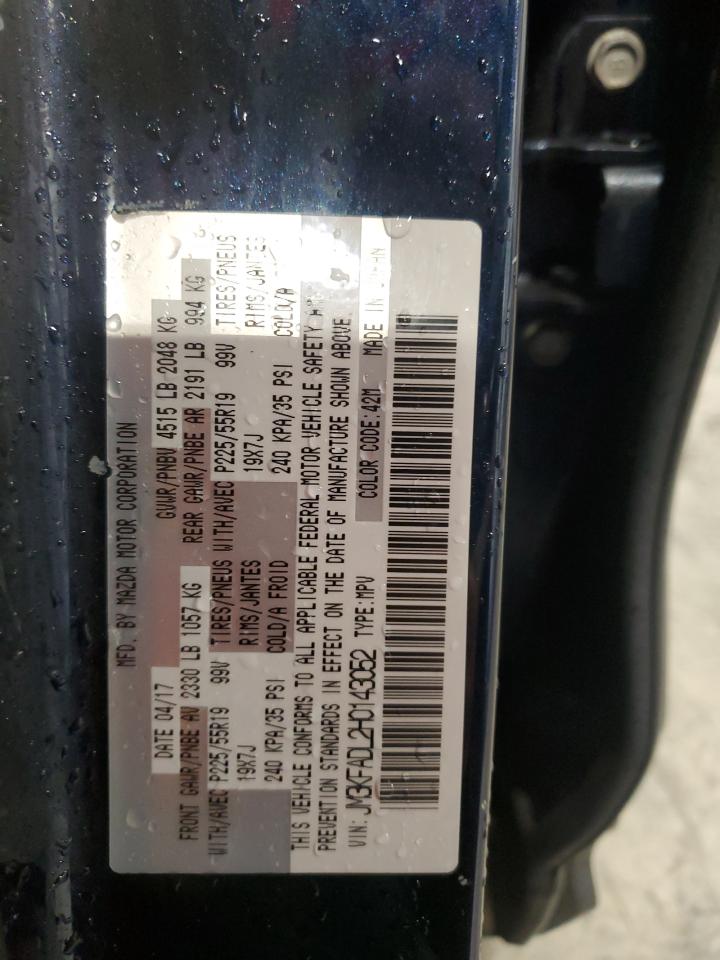 MFD. BY MAZDA MOTOR CORPORATION
DATE 04/17 GVWR/PNBV 4515 LB 2048 KG
FRONT GAWR/PNBE AV 2330 LB 1057 KG REAR GAWR/PNBE AR 2191 LB 994 KG
WITH/AVEC P225/55R19 99V TIRES/PNEUS WITH/AVEC P225/55R19 99V TIRES/PNEUS
19X7J RIMS/JANTES 19X7J RIMS/JANTES
240 KPA/35 PSI COLD/A FROID 240 KPA/35 PSI COLD/A
THIS VEHICLE CONFORMS TO ALL APPLICABLE FEDERAL MOTOR VEHICLE SAFETY
PREVENTION STANDARDS IN EFFECT ON THE DATE OF MANUFACTURE SHOWN ABOVE.
VIN: JM3KFADL2H0143052 TYPE:MPV COLOR CODE:42M MADE IN JAPAN